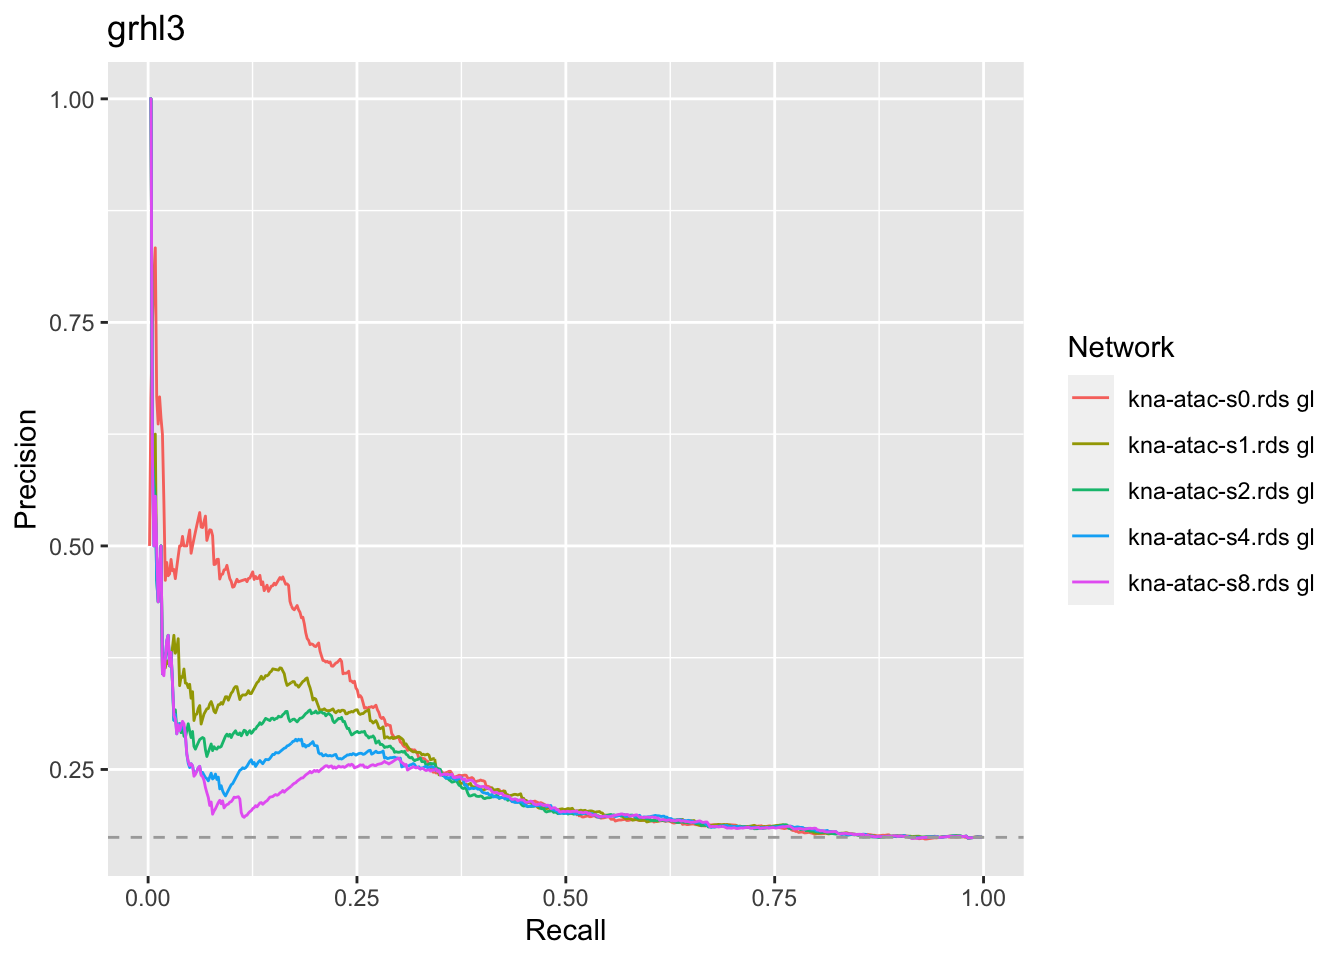 grhl3
1.00
0.75
0.50
0.25
Precision
0.00 0.25 0.50 0.75 1.00
Recall
Network
kna-atac-s0.rds gl
kna-atac-s1.rds gl
kna-atac-s2.rds gl
kna-atac-s4.rds gl
kna-atac-s8.rds gl